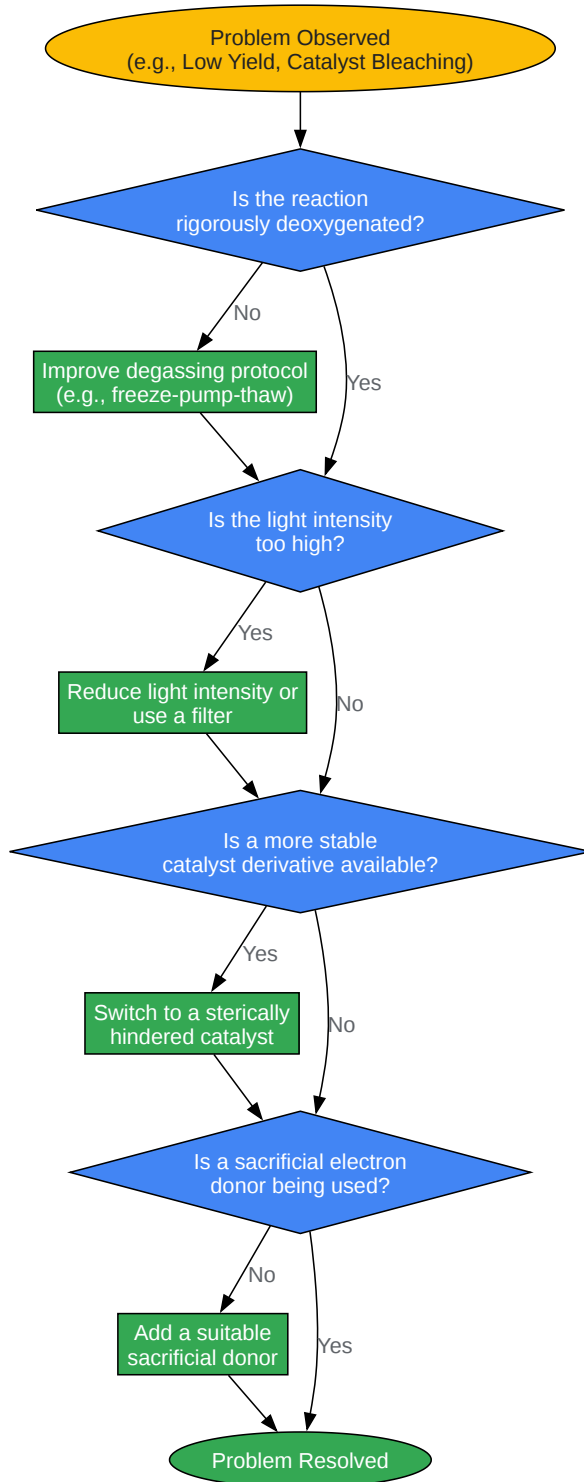 Problem Observed
(e.g., Low Yield, Catalyst Bleaching)
Is the reaction
rigorously deoxygenated?
No
Improve degassing protocol
(e.g., freeze-pump-thaw)
Yes
Is the light intensity
too high?
Yes
Reduce light intensity or
use a filter
No
Is a more stable
catalyst derivative available?
Yes
Switch to a sterically
hindered catalyst
No
Is a sacrificial electron
donor being used?
No
Add a suitable
sacrificial donor
Yes
Problem Resolved